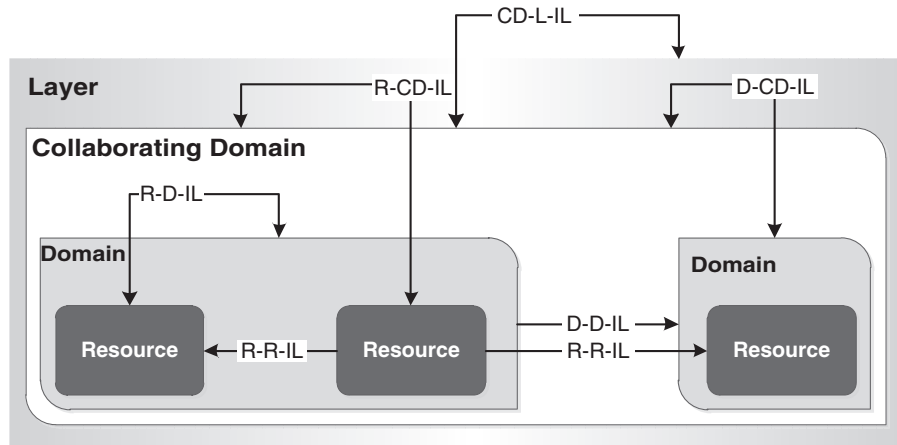 CD-L-IL
Layer
R-CD-IL
D-CD-IL
Collaborating Domain
R-D-IL
Domain
Domain
D-D-IL
Resource
R-R-IL
Resource
R-R-IL
Resource